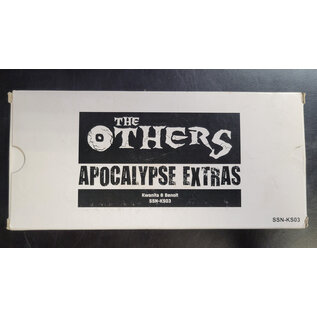 THE
OTHERS
APOCALYPSE EXTRAS
Kwanita & Benoit
SSN-KS03
SSN-KS03